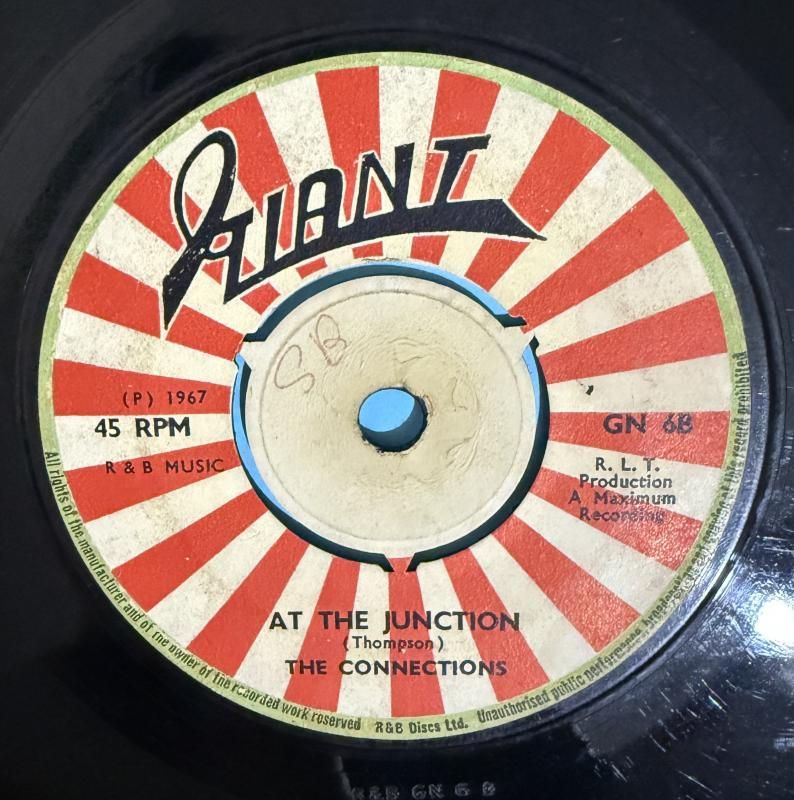 GIANT
SB
(P) 1967
45 RPM
R & B MUSIC
GN 6B
R. L. T.
Production
A Maximum
Recording
AT THE JUNCTION
(Thompson)
THE CONNECTIONS
All rights of the manufacturer and of the owner of the recorded work reserved R&B Discs Ltd. Unauthorised public performance, broadcasting of this record prohibited
R&B GN 6 B